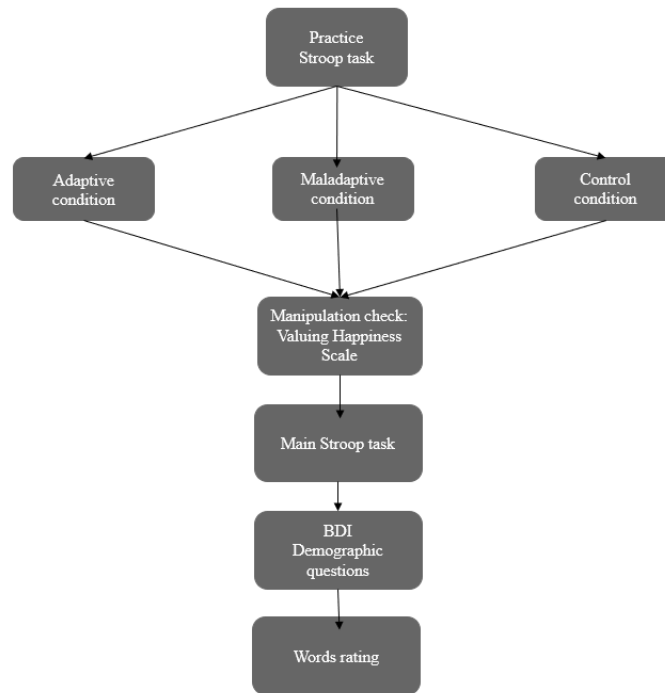 Practice
Stroop task
Adaptive
condition
Maladaptive
condition
Control
condition
Manipulation check:
Valuing Happiness
Scale
Main Stroop task
BDI
Demographic
questions
Words rating